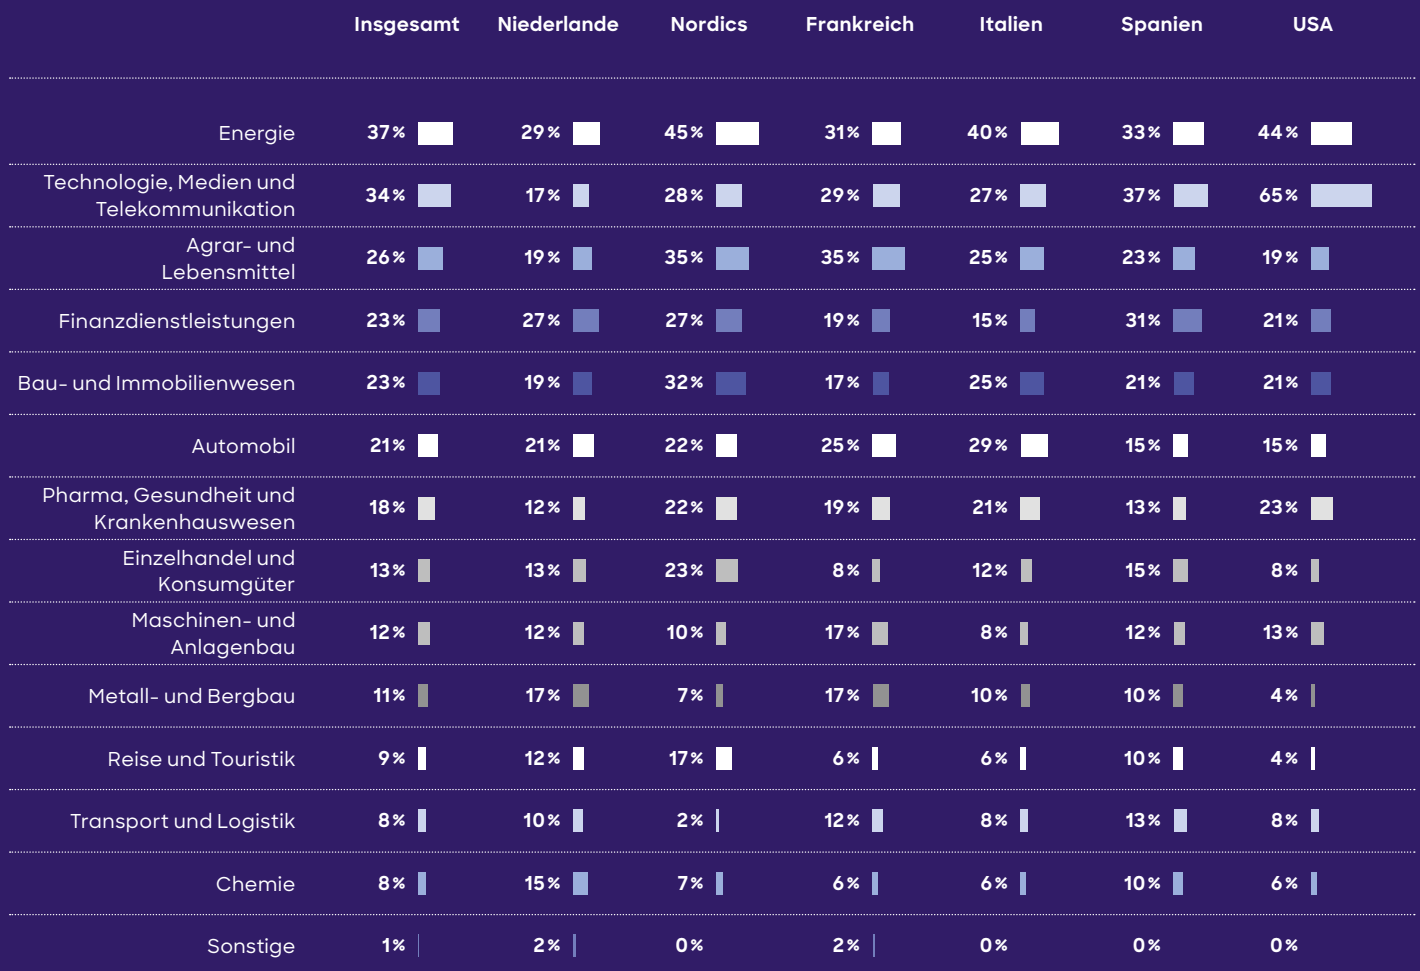 Insgesamt Niederlande Nordics Frankreich Italien Spanien USA
Energie 37% 29% 45% 31% 40% 33% 44%
Technologie, Medien und
Telekommunikation 34% 17% 28% 29% 27% 37% 65%
Agrar- und
Lebensmittel 26% 19% 35% 35% 25% 23% 19%
Finanzdienstleistungen 23% 27% 27% 19% 15% 31% 21%
Bau- und Immobilienwesen 23% 19% 32% 17% 25% 21% 21%
Automobil 21% 21% 22% 25% 29% 15% 15%
Pharma, Gesundheit und
Krankenhauswesen 18% 12% 22% 19% 21% 13% 23%
Einzelhandel und
Konsumgüter 13% 13% 23% 8% 12% 15% 8%
Maschinen- und
Anlagenbau 12% 12% 10% 17% 8% 12% 13%
Metall- und Bergbau 11% 17% 7% 17% 10% 10% 4%
Reise und Touristik 9% 12% 17% 6% 6% 10% 4%
Transport und Logistik 8% 10% 2% 12% 8% 13% 8%
Chemie 8% 15% 7% 6% 6% 10% 6%
Sonstige 1% 2% 0% 2% 0% 0% 0%